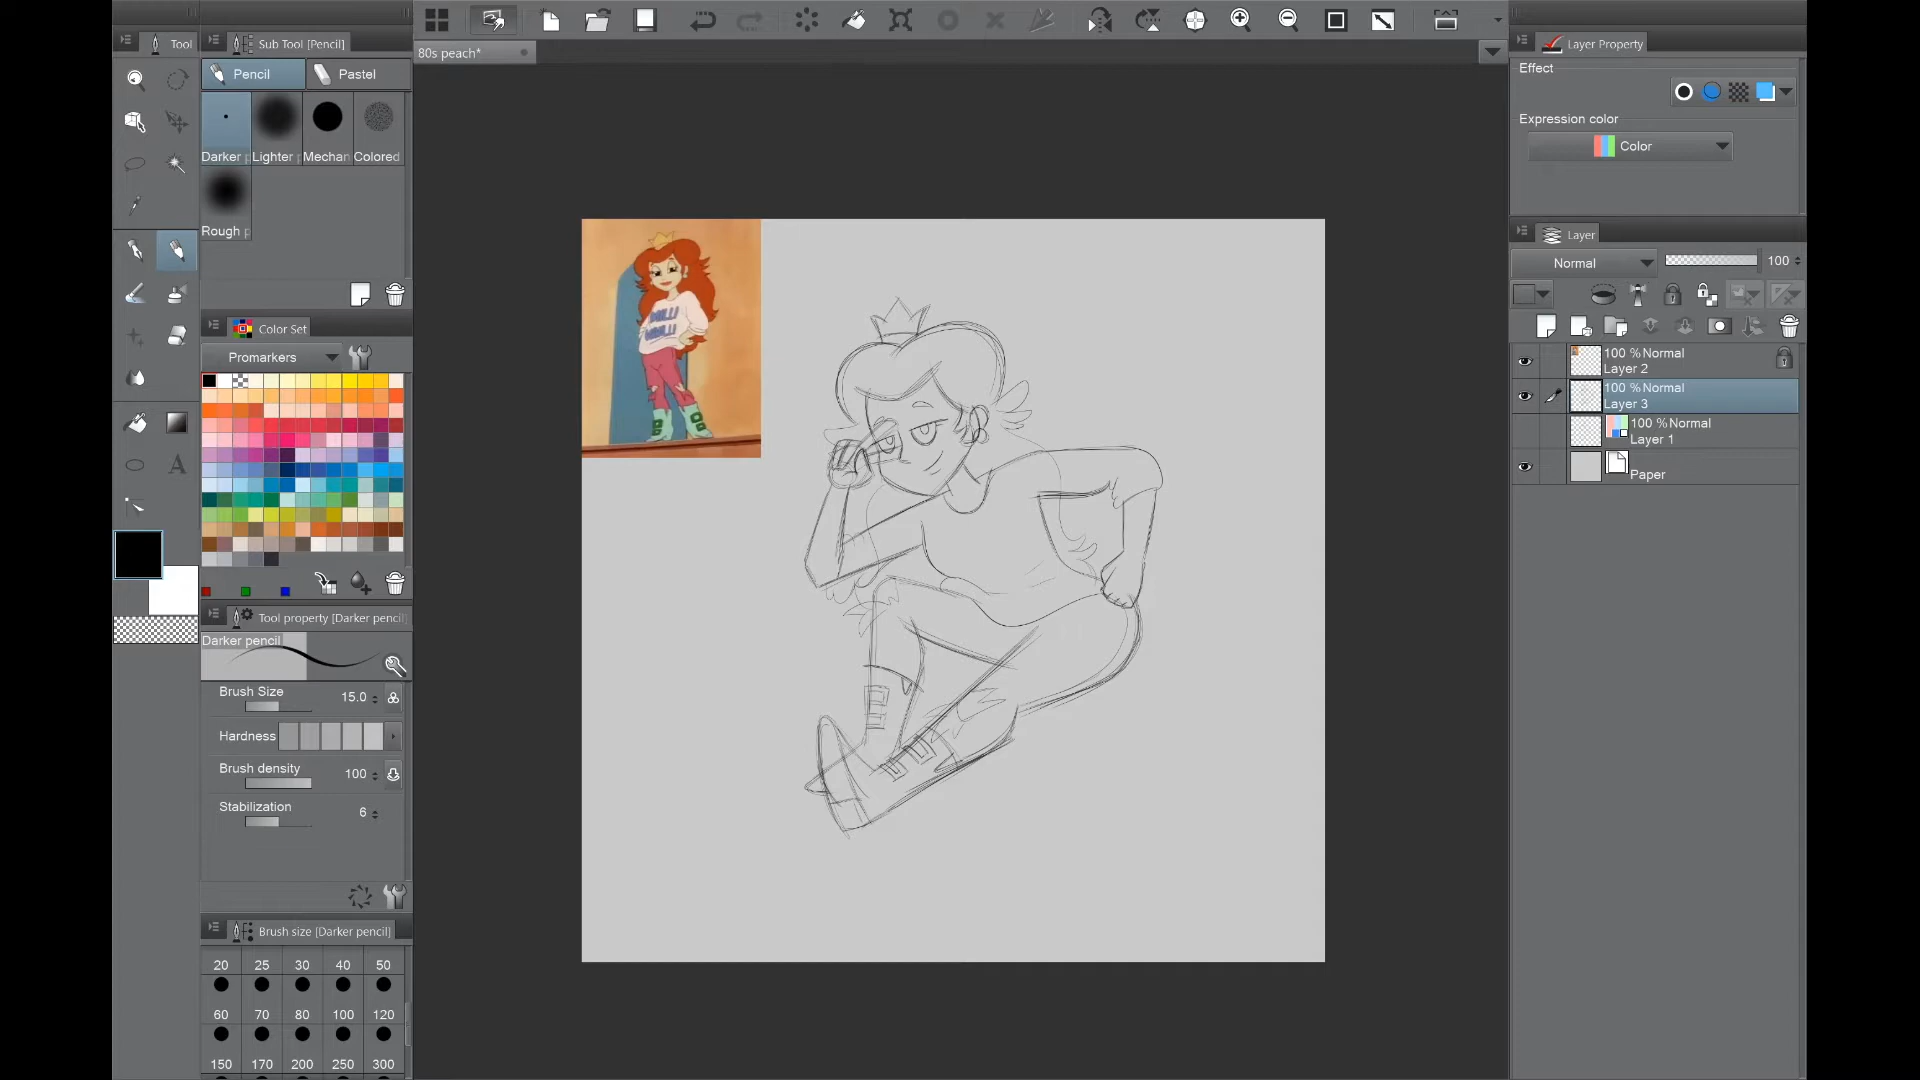 Tool
Sub Tool [Pencil]
Pencil
Pastel
Darker p
Lighter p
Mechan
Colored
Rough p
Color Set
Promarkers
Tool property [Darker pencil]
Darker pencil
Brush Size
15.0
Hardness
Brush density
100
Stabilization
6
Brush size [Darker pencil]
20 25 30 40 50
60 70 80 100 120
150 170 200 250 300
80s peach*
MILLI
VANILLI
Layer Property
Effect
Expression color
Color
Layer
Normal
100
100 %Normal
Layer 2
100 %Normal
Layer 3
100 %Normal
Layer 1
Paper